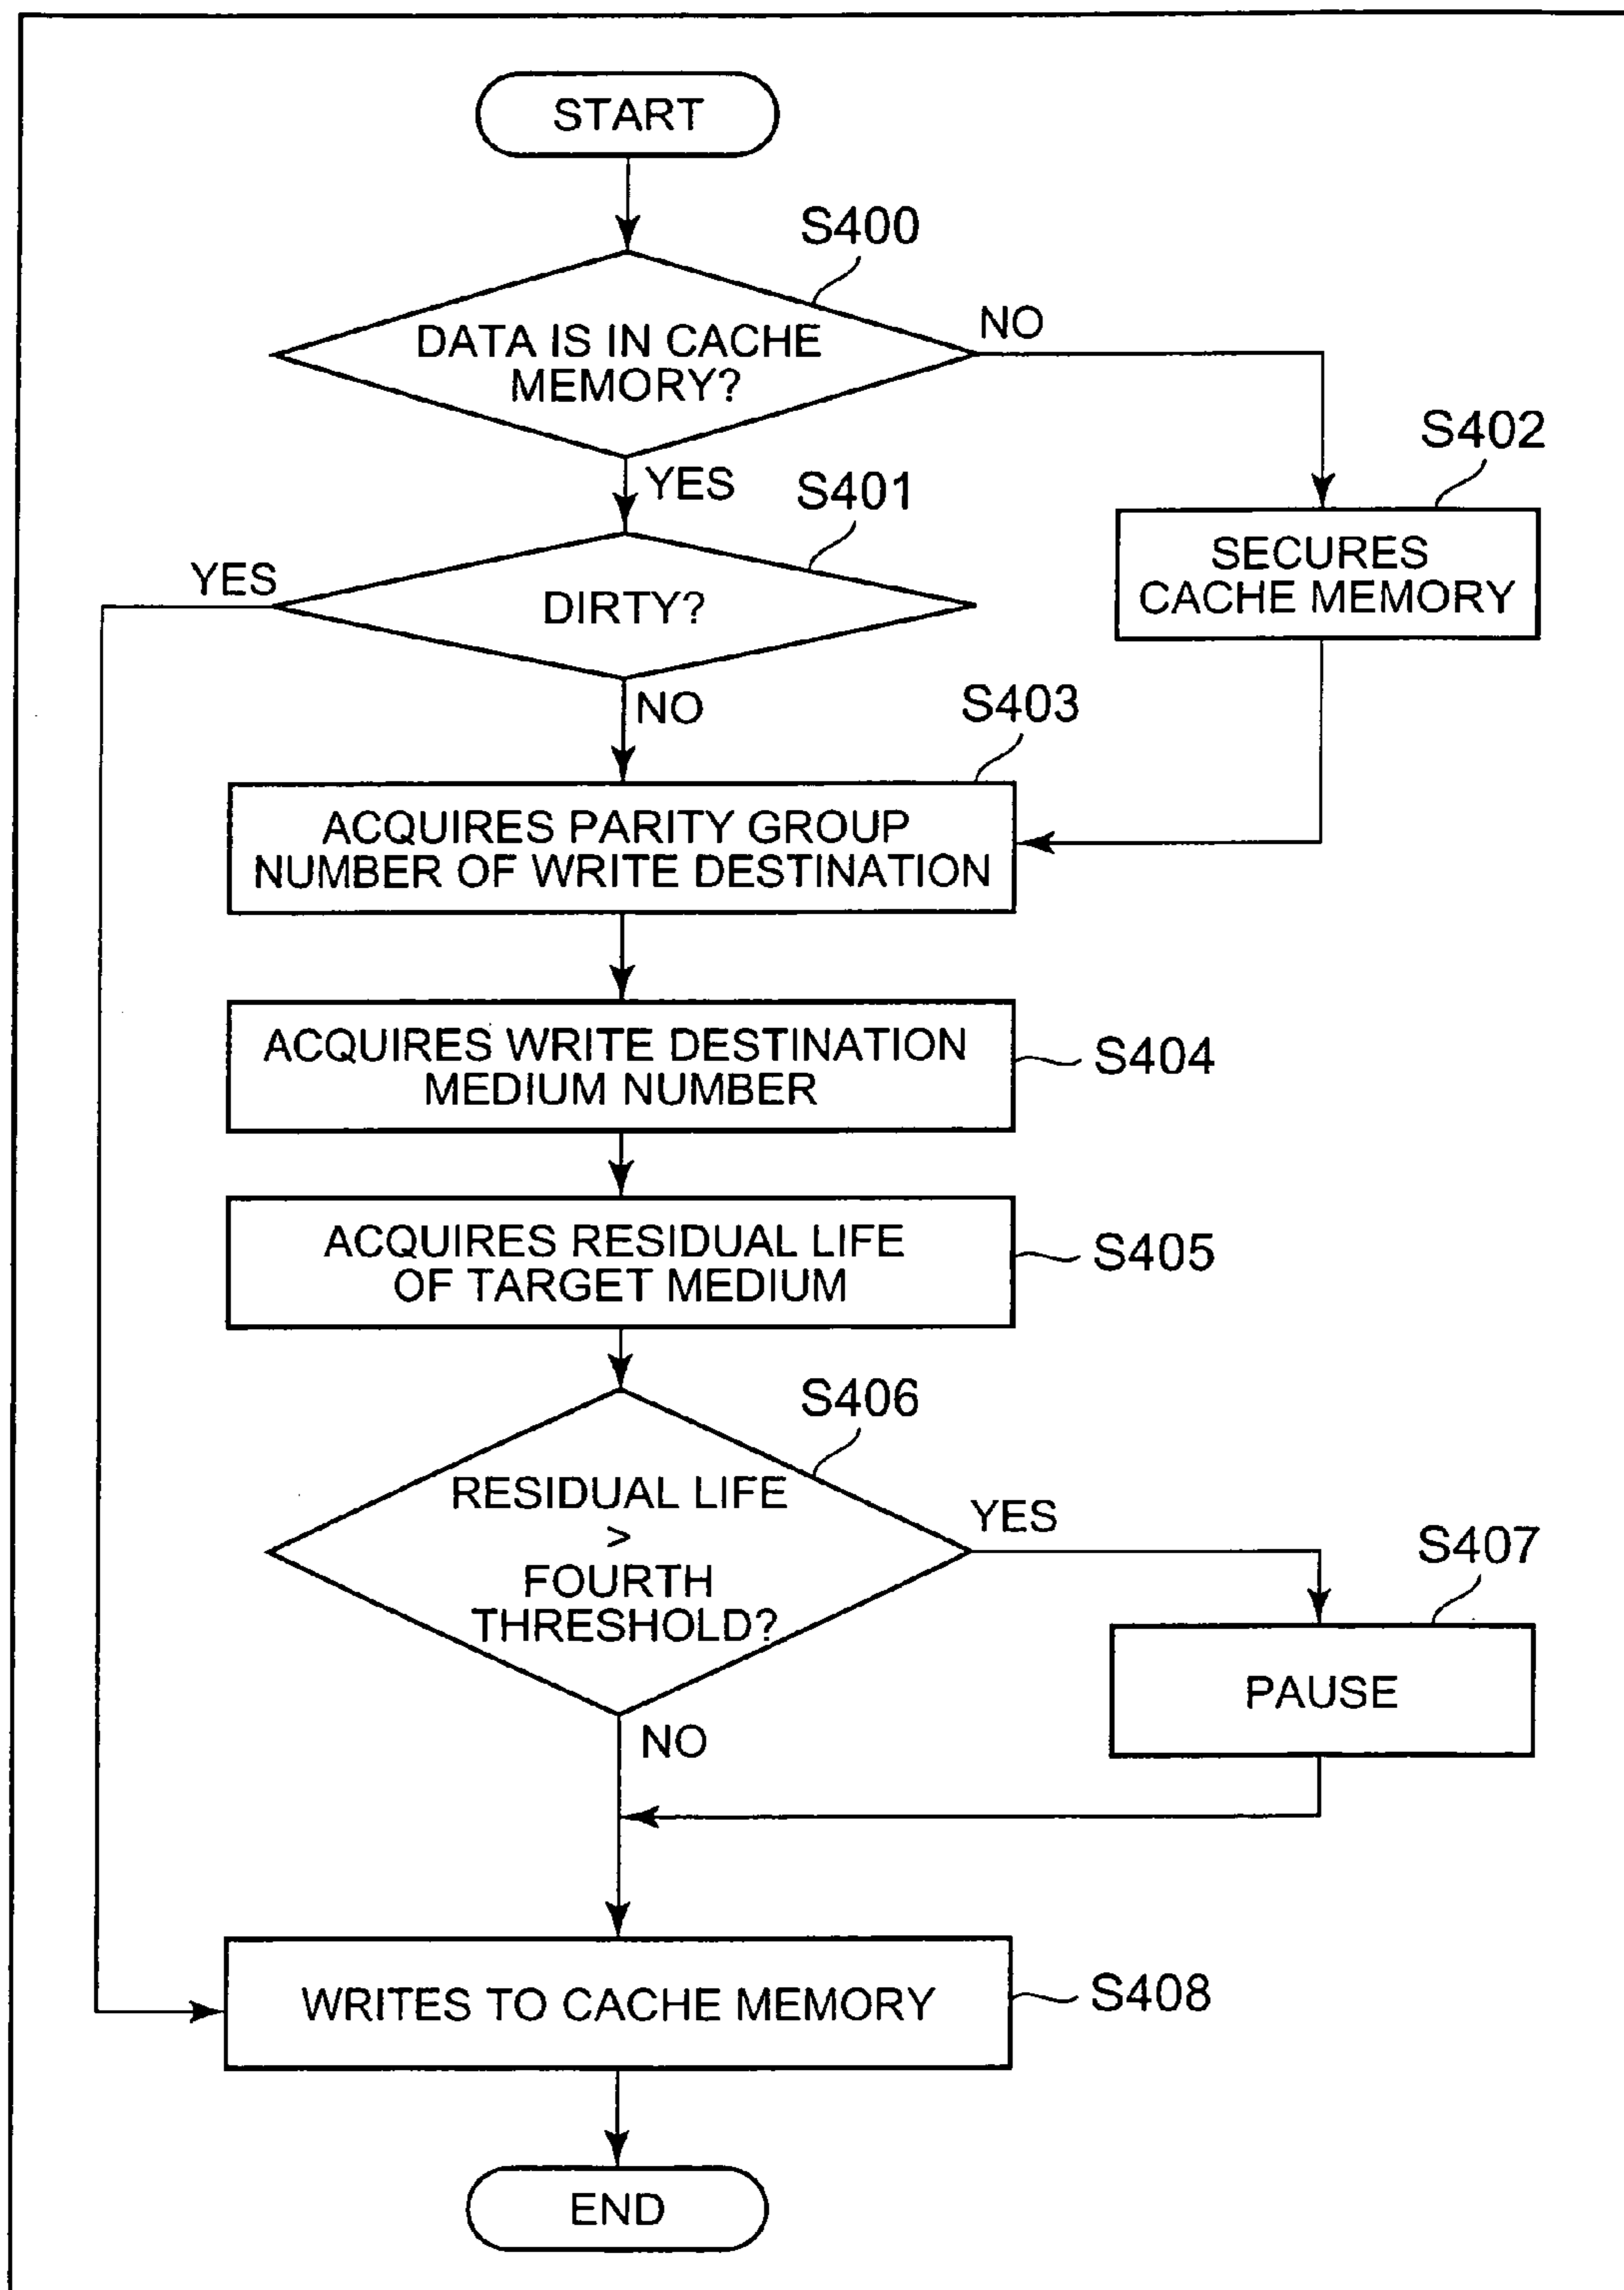 START
S400
DATA IS IN CACHE
MEMORY?
NO
S402
SECURES
CACHE MEMORY
YES
S401
YES
DIRTY?
NO
S403
ACQUIRES PARITY GROUP
NUMBER OF WRITE DESTINATION
ACQUIRES WRITE DESTINATION
MEDIUM NUMBER
S404
ACQUIRES RESIDUAL LIFE
OF TARGET MEDIUM
S405
S406
RESIDUAL LIFE
>
FOURTH
THRESHOLD?
YES
S407
PAUSE
NO
WRITES TO CACHE MEMORY
S408
END